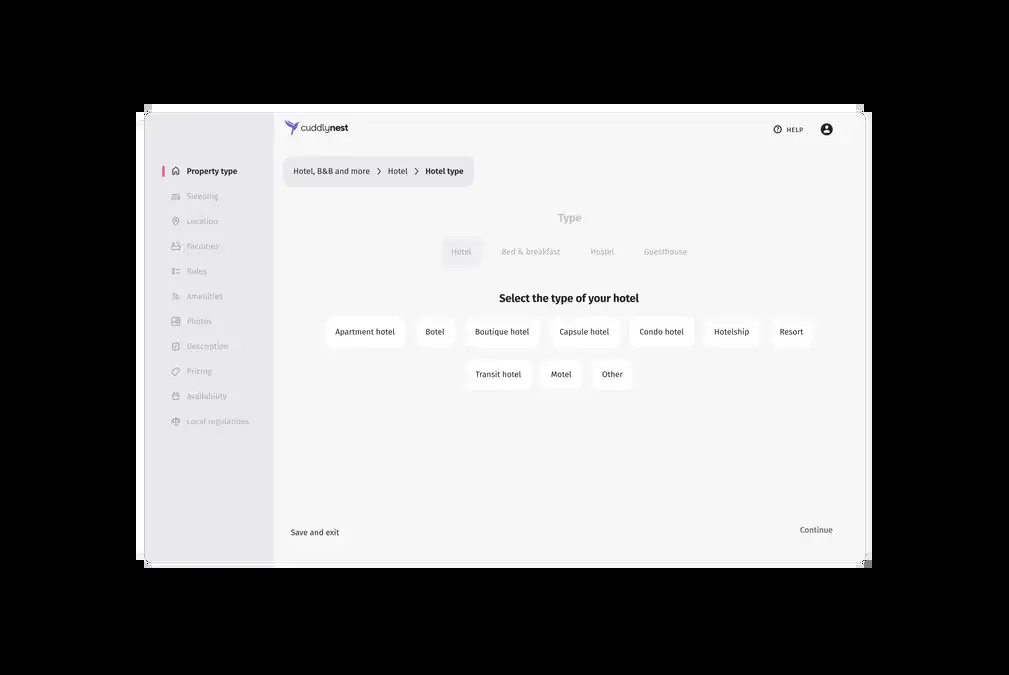 cuddlynest
HELP
Property type
Sleeping
Location
Facilities
Rules
Amenities
Photos
Description
Pricing
Availability
Local regulations
Hotel, B&B and more > Hotel > Hotel type
Type
Hotel Bed & breakfast Hostel Guesthouse
Select the type of your hotel
Apartment hotel Botel Boutique hotel Capsule hotel Condo hotel Hotelship Resort
Transit hotel Motel Other
Save and exit
Continue